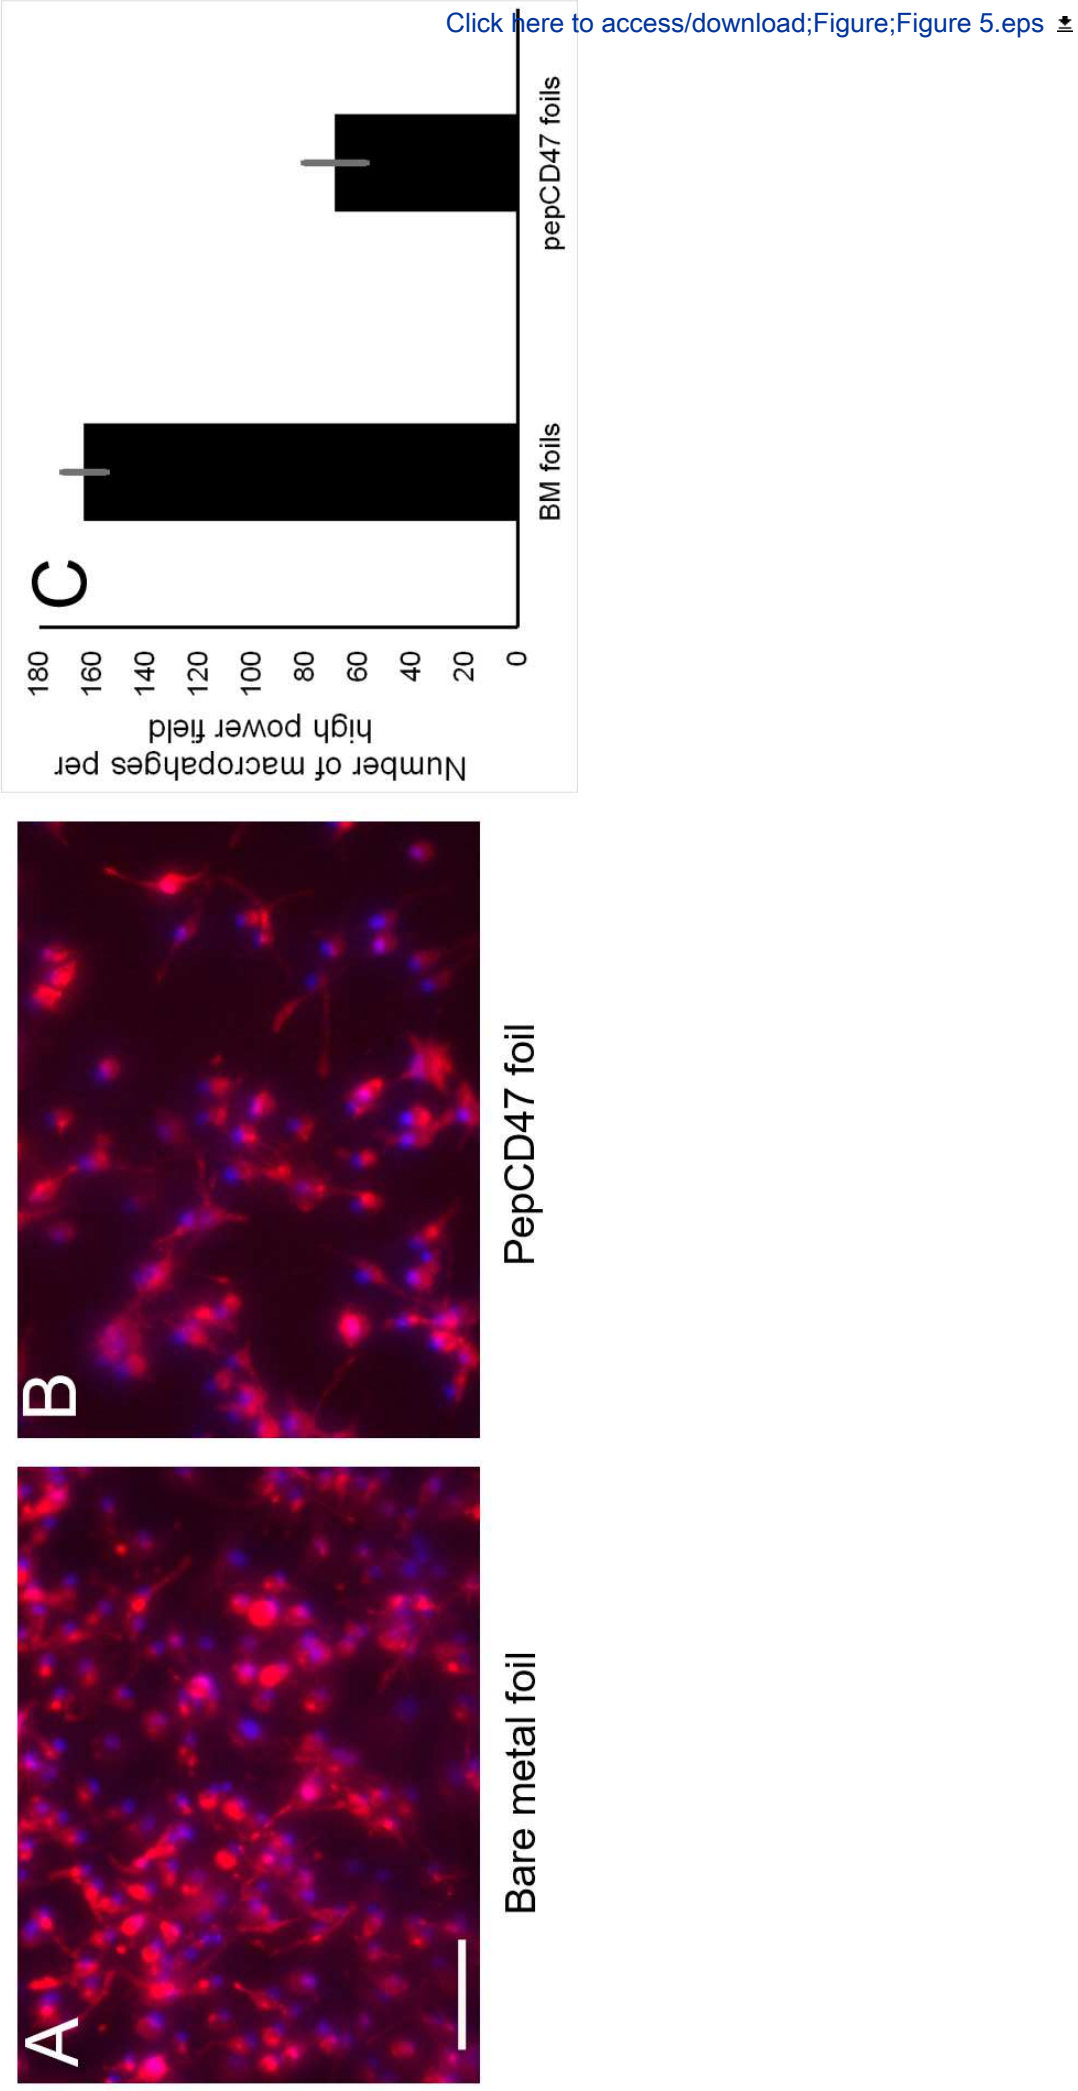 Click here to access/download;Figure;Figure 5.eps
A
Bare metal foil
B
PepCD47 foil
C
Number of macropahges per
high power field
180
160
140
120
100
80
60
40
20
0
BM foils
pepCD47 foils